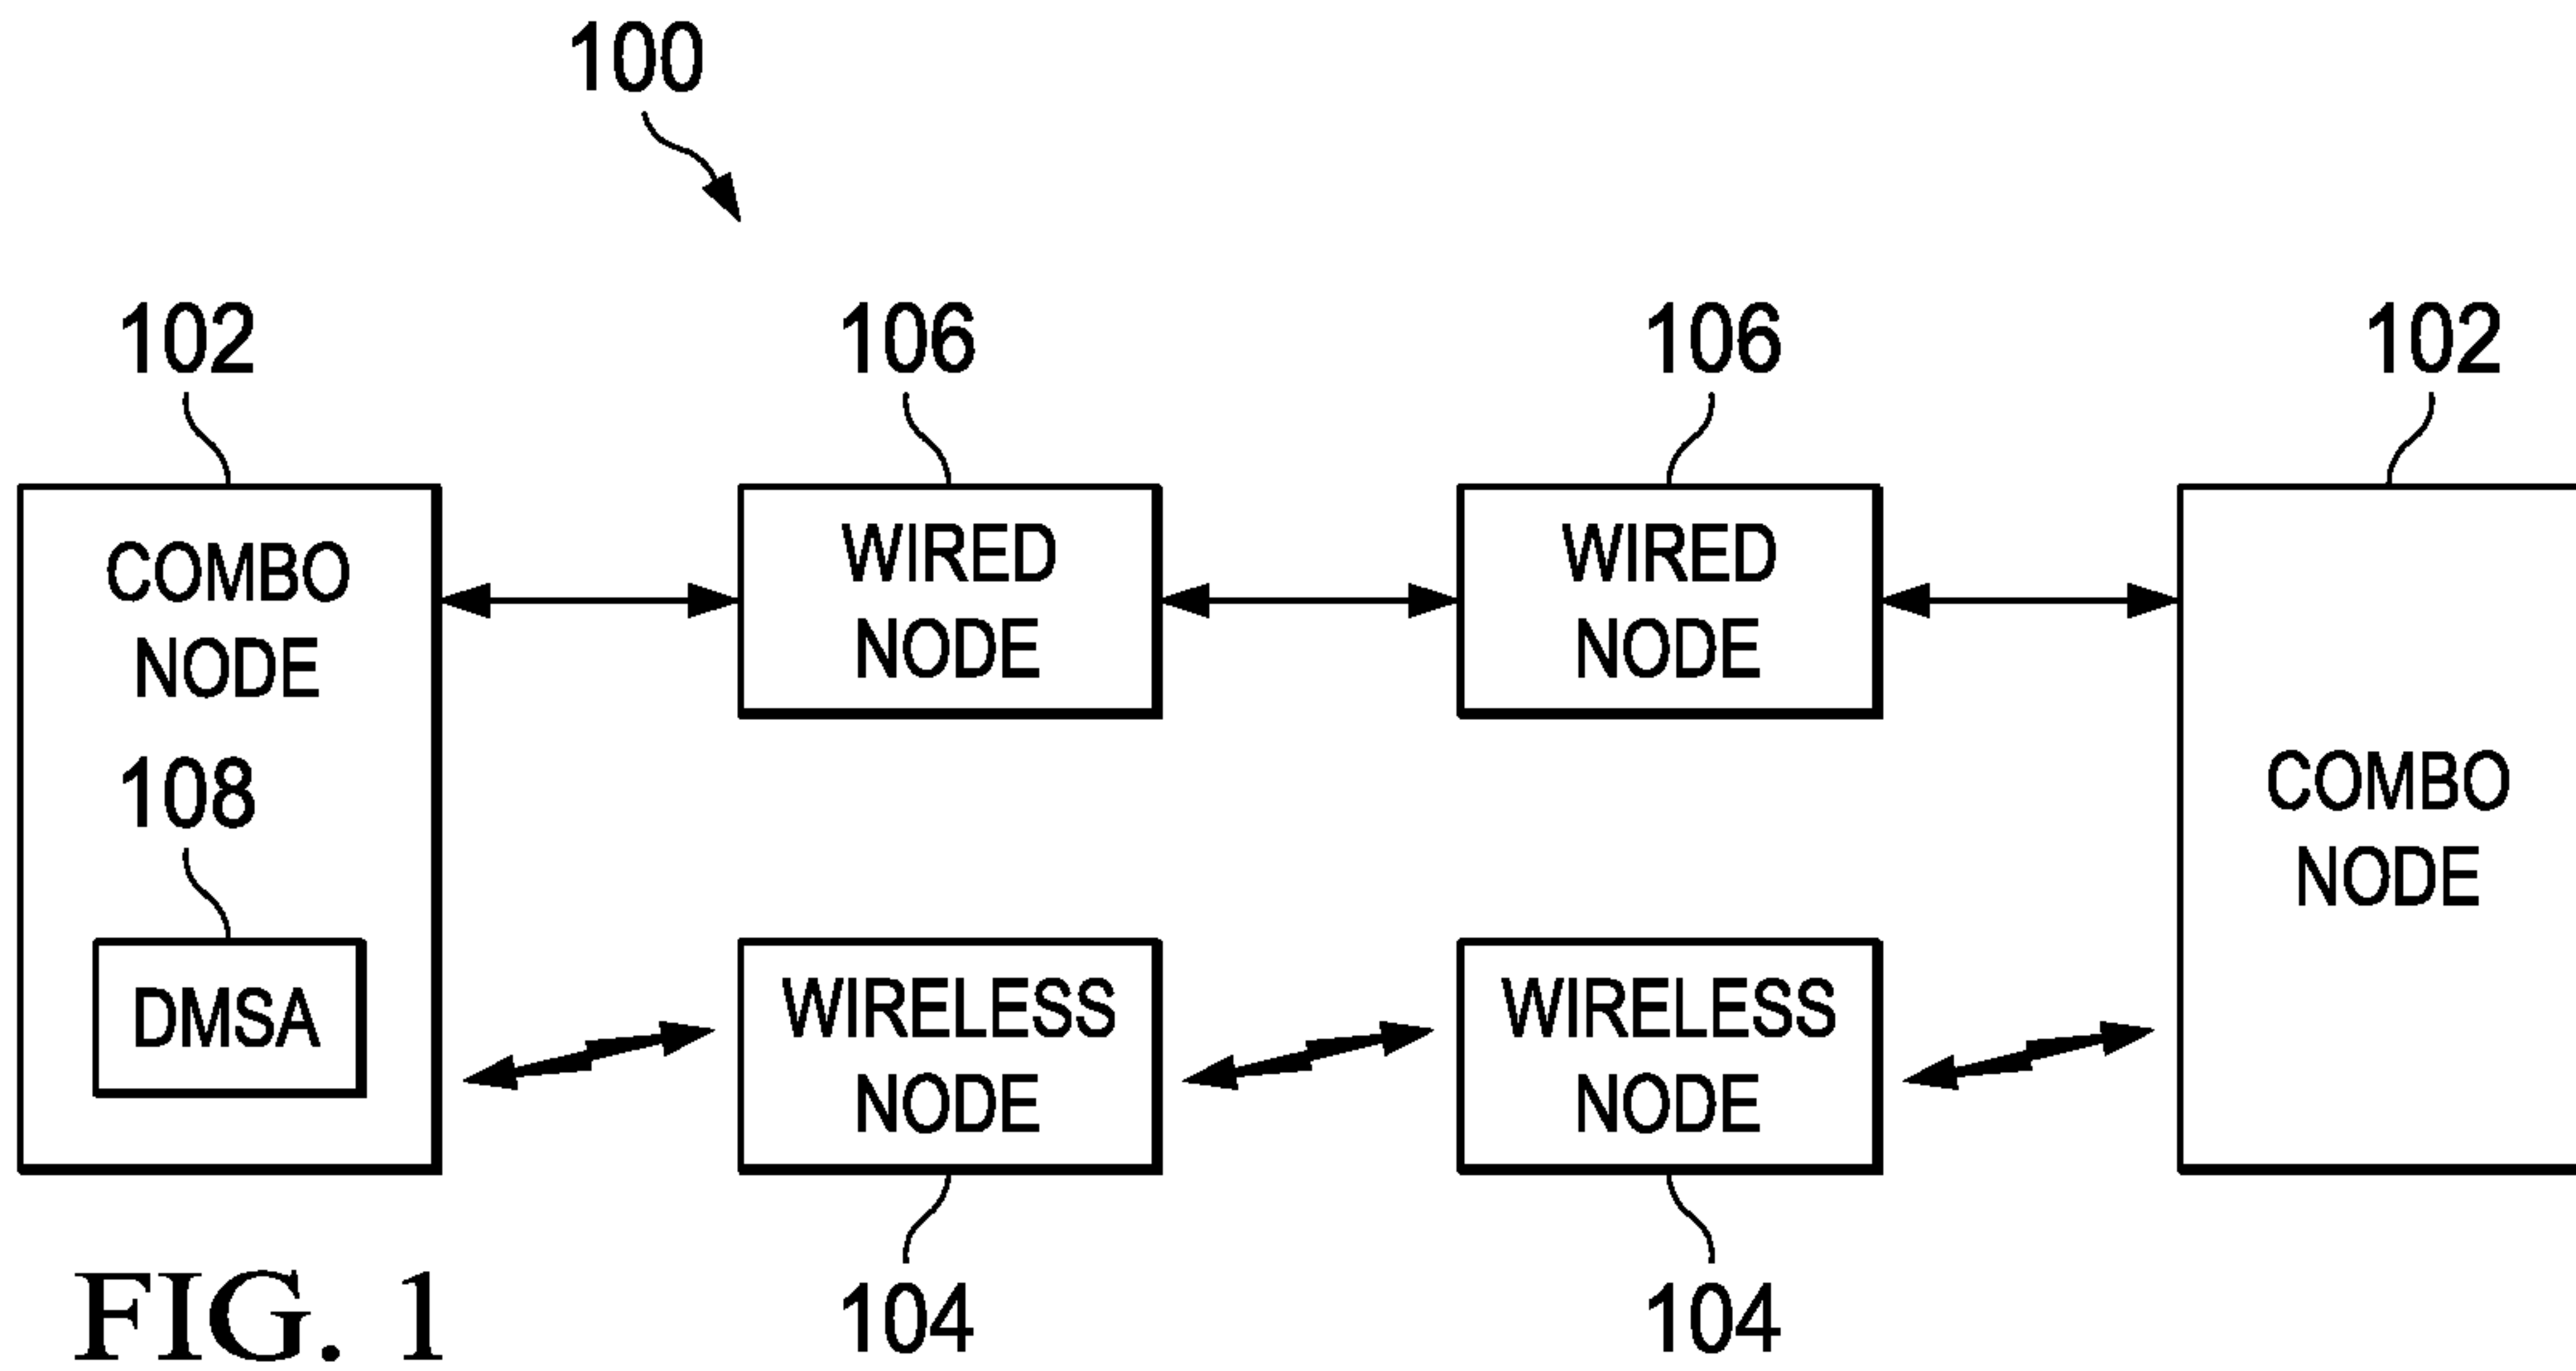 100
102
106
106
102
COMBO
NODE
WIRED
NODE
WIRED
NODE
COMBO
NODE
108
DMSA
WIRELESS
NODE
WIRELESS
NODE
104
104
FIG. 1